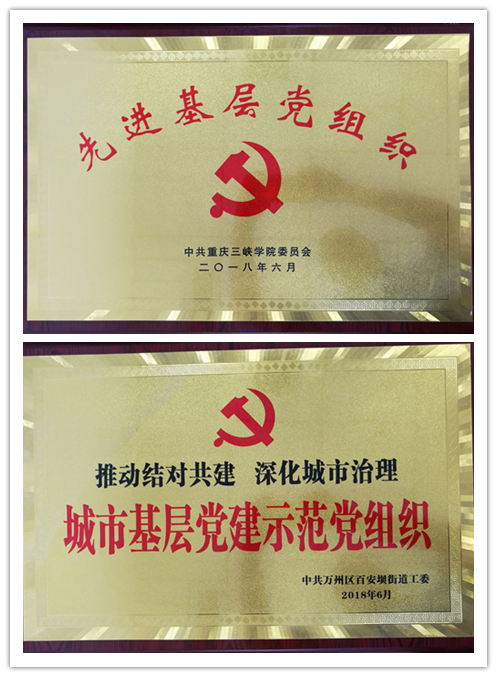 先进基层党组织
中共重庆三峡学院委员会
二〇一八年六月
推动结对共建 深化城市治理
城市基层党建示范党组织
中共万州区百安坝街道工委
2018年6月